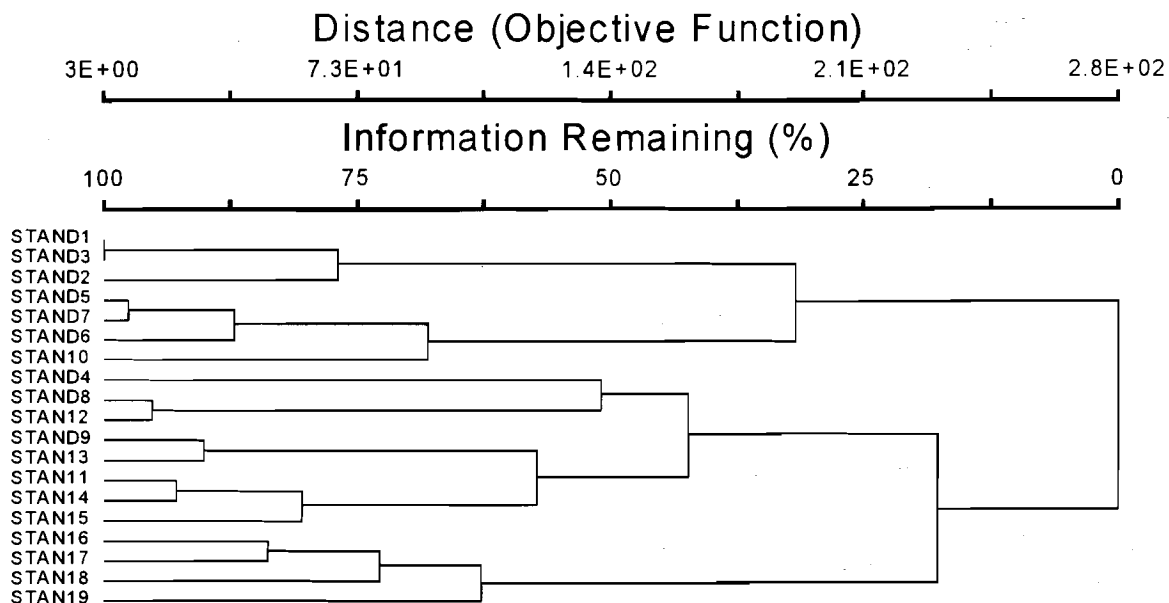 Distance (Objective Function)
3E+00 7.3E+01 1.4E+02 2.1E+02 2.8E+02
Information Remaining (%)
100 75 50 25 0
STAND1
STAND3
STAND2
STAND5
STAND7
STAND6
STAN10
STAND4
STAND8
STAN12
STAND9
STAN13
STAN11
STAN14
STAN15
STAN16
STAN17
STAN18
STAN19